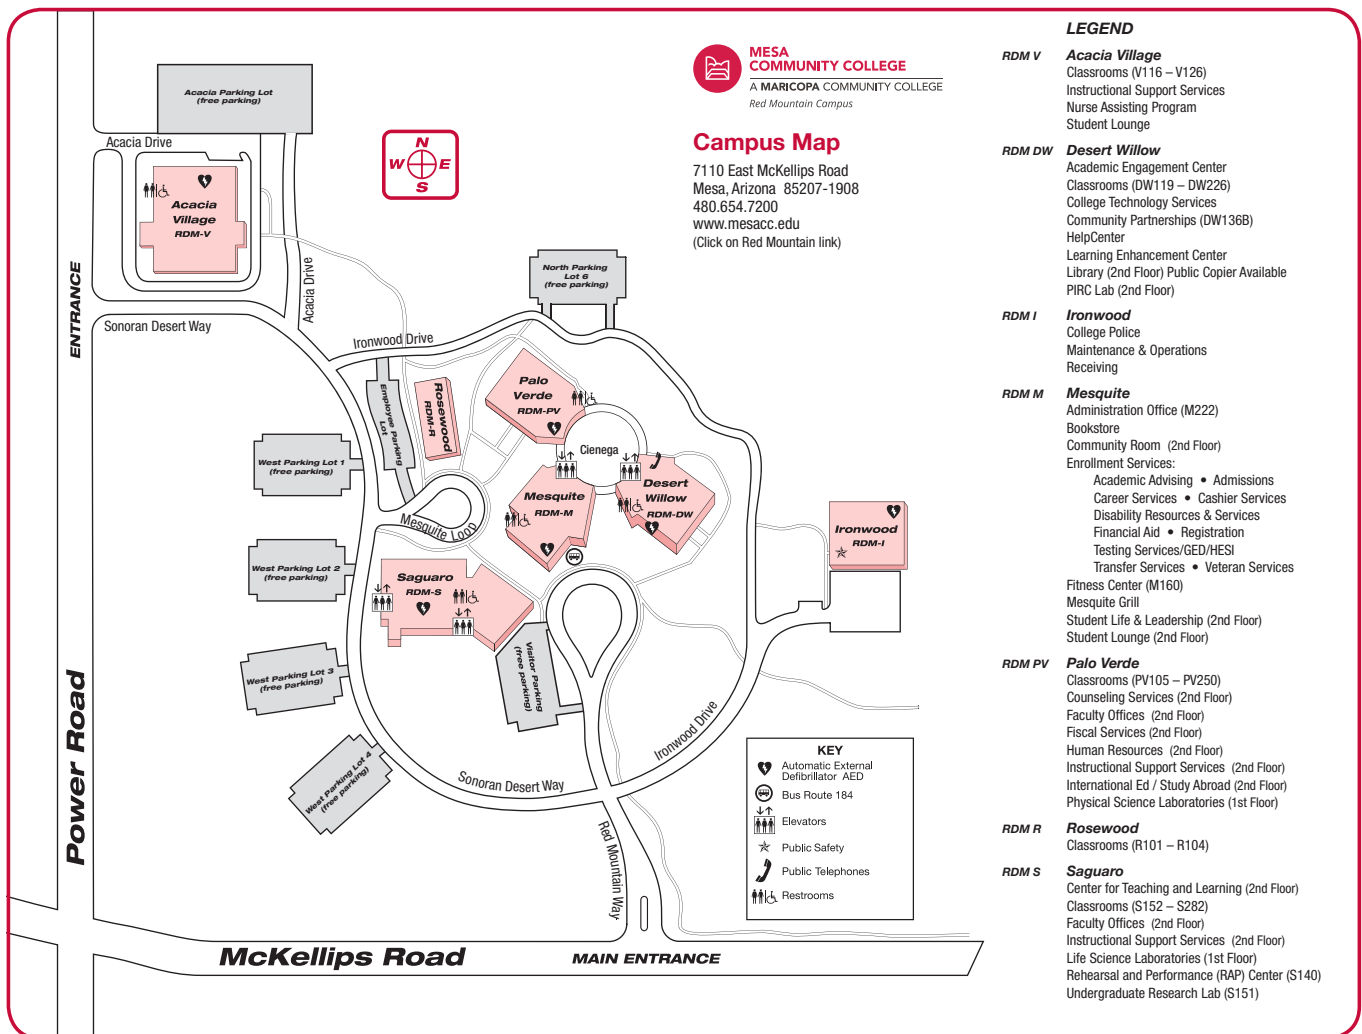 MESA
COMMUNITY COLLEGE
A MARICOPA COMMUNITY COLLEGE
Red Mountain Campus
Campus Map
7110 East McKellips Road
Mesa, Arizona 85207-1908
480.654.7200
www.mesacc.edu
(Click on Red Mountain link)
N
W E
S
Acacia Parking Lot
(free parking)
Acacia Drive
Acacia
Village
RDM-V
Acacia Drive
ENTRANCE
Sonoran Desert Way
North Parking
Lot 6
(free parking)
Ironwood Drive
Employee Parking
Lot
Rosewood
RDM-R
Palo
Verde
RDM-PV
Cienega
West Parking Lot 1
(free parking)
Mesquite Loop
Mesquite
RDM-M
Desert
Willow
RDM-DW
Ironwood
RDM-I
West Parking Lot 2
(free parking)
Saguaro
RDM-S
West Parking Lot 3
(free parking)
Visitor Parking
(free parking)
West Parking Lot 4
(free parking)
Sonoran Desert Way
Ironwood Drive
Red Mountain Way
Power Road
McKellips Road
MAIN ENTRANCE
KEY
Automatic External
Defibrillator AED
Bus Route 184
Elevators
Public Safety
Public Telephones
Restrooms
LEGEND
RDM V Acacia Village
Classrooms (V116 – V126)
Instructional Support Services
Nurse Assisting Program
Student Lounge
RDM DW Desert Willow
Academic Engagement Center
Classrooms (DW119 – DW226)
College Technology Services
Community Partnerships (DW136B)
HelpCenter
Learning Enhancement Center
Library (2nd Floor) Public Copier Available
PIRC Lab (2nd Floor)
RDM I Ironwood
College Police
Maintenance & Operations
Receiving
RDM M Mesquite
Administration Office (M222)
Bookstore
Community Room (2nd Floor)
Enrollment Services:
Academic Advising • Admissions
Career Services • Cashier Services
Disability Resources & Services
Financial Aid • Registration
Testing Services/GED/HESI
Transfer Services • Veteran Services
Fitness Center (M160)
Mesquite Grill
Student Life & Leadership (2nd Floor)
Student Lounge (2nd Floor)
RDM PV Palo Verde
Classrooms (PV105 – PV250)
Counseling Services (2nd Floor)
Faculty Offices (2nd Floor)
Fiscal Services (2nd Floor)
Human Resources (2nd Floor)
Instructional Support Services (2nd Floor)
International Ed / Study Abroad (2nd Floor)
Physical Science Laboratories (1st Floor)
RDM R Rosewood
Classrooms (R101 – R104)
RDM S Saguaro
Center for Teaching and Learning (2nd Floor)
Classrooms (S152 – S282)
Faculty Offices (2nd Floor)
Instructional Support Services (2nd Floor)
Life Science Laboratories (1st Floor)
Rehearsal and Performance (RAP) Center (S140)
Undergraduate Research Lab (S151)